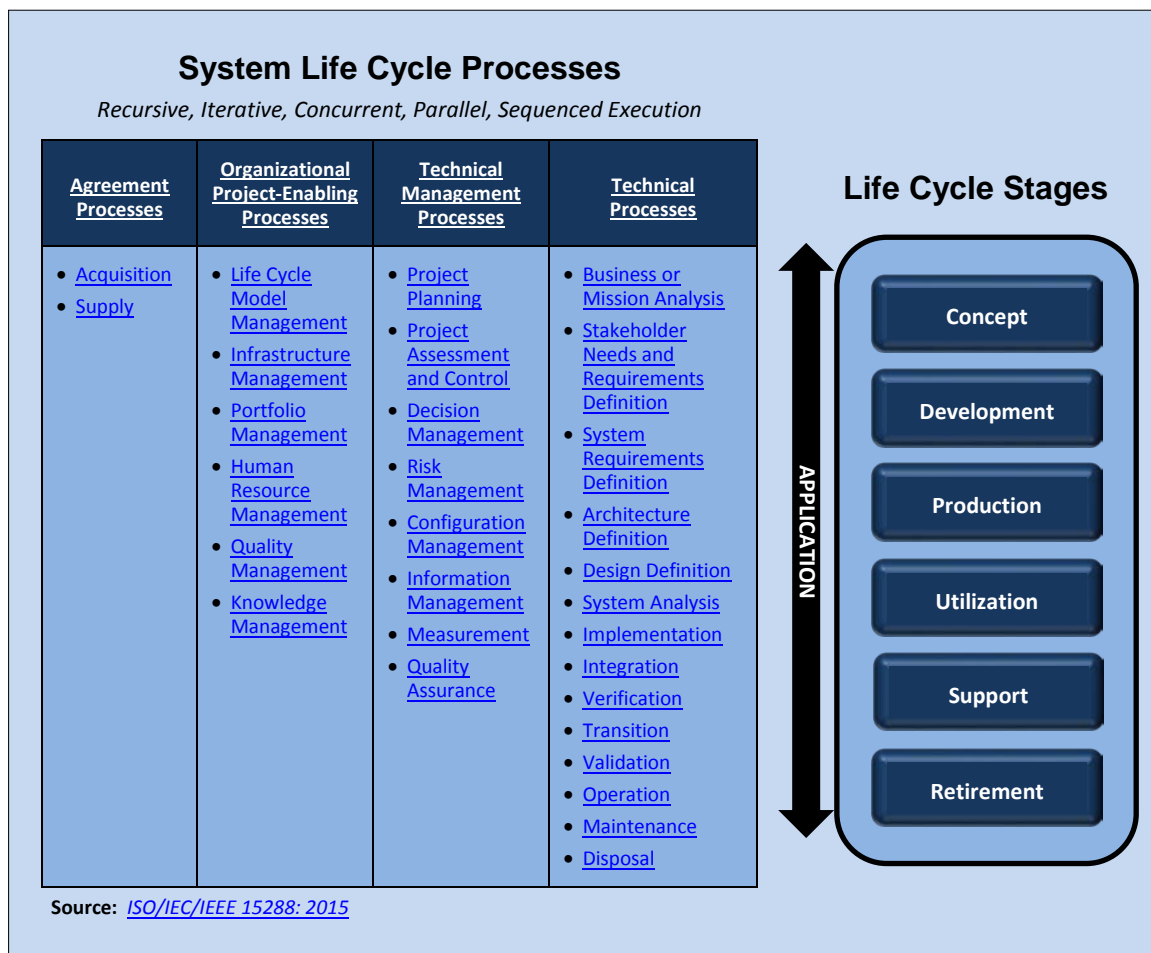 System Life Cycle Processes
Recursive, Iterative, Concurrent, Parallel, Sequenced Execution
Agreement
Processes
Organizational
Project-Enabling
Processes
Technical
Management
Processes
Technical
Processes
• Acquisition
• Supply
• Life Cycle
Model
Management
• Infrastructure
Management
• Portfolio
Management
• Human
Resource
Management
• Quality
Management
• Knowledge
Management
• Project
Planning
• Project
Assessment
and Control
• Decision
Management
• Risk
Management
• Configuration
Management
• Information
Management
• Measurement
• Quality
Assurance
• Business or
Mission Analysis
• Stakeholder
Needs and
Requirements
Definition
• System
Requirements
Definition
• Architecture
Definition
• Design Definition
• System Analysis
• Implementation
• Integration
• Verification
• Transition
• Validation
• Operation
• Maintenance
• Disposal
Source: ISO/IEC/IEEE 15288: 2015
Life Cycle Stages
APPLICATION
Concept
Development
Production
Utilization
Support
Retirement